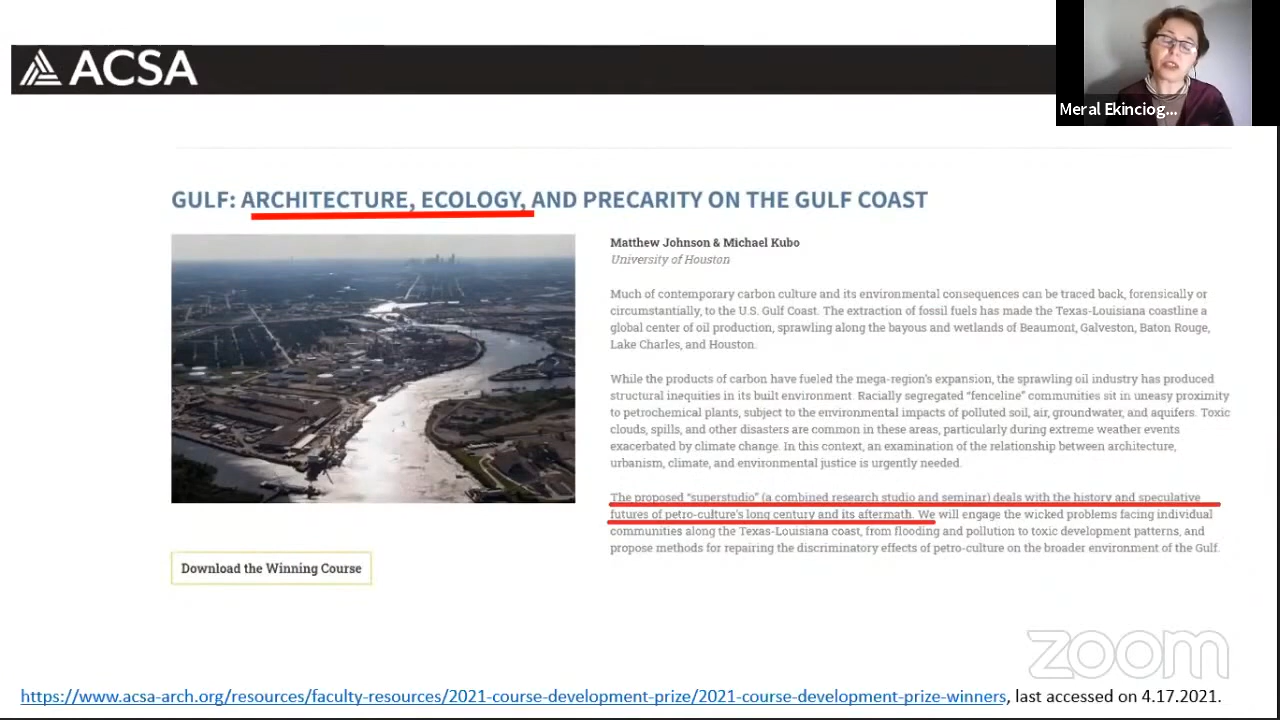 ACSA
Meral Ekinciog...
GULF: ARCHITECTURE, ECOLOGY, AND PRECARITY ON THE GULF COAST
Matthew Johnson & Michael Kubo
University of Houston
Much of contemporary carbon culture and its environmental consequences can be traced back, forensically or
circumstantially, to the U.S. Gulf Coast. The extraction of fossil fuels has made the Texas-Louisiana coastline a
global center of oil production, sprawling along the bayous and wetlands of Beaumont, Galveston, Baton Rouge,
Lake Charles, and Houston.
While the products of carbon have fueled the mega-region's expansion, the sprawling oil industry has produced
structural inequities in its built environment. Racially segregated "fenceline" communities sit in uneasy proximity
to petrochemical plants, subject to the environmental impacts of polluted soil, air, groundwater, and aquifers. Toxic
clouds, spills, and other disasters are common in these areas, particularly during extreme weather events
exacerbated by climate change. In this context, an examination of the relationship between architecture,
urbanism, climate, and environmental justice is urgently needed.
The proposed "superstudio" (a combined research studio and seminar) deals with the history and speculative
futures of petro-culture's long century and its aftermath. We will engage the wicked problems facing individual
communities along the Texas-Louisiana coast, from flooding and pollution to toxic development patterns, and
propose methods for repairing the discriminatory effects of petro-culture on the broader environment of the Gulf.
Download the Winning Course
zoom
https://www.acsa-arch.org/resources/faculty-resources/2021-course-development-prize/2021-course-development-prize-winners, last accessed on 4.17.2021.